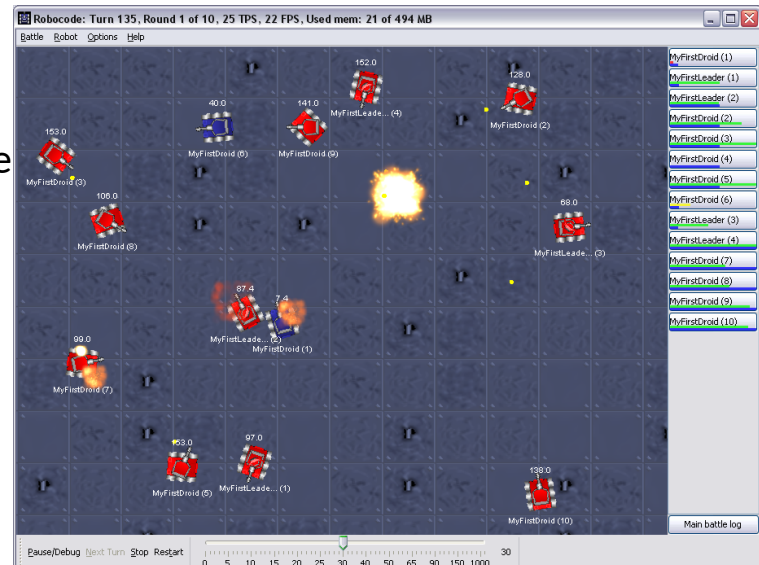 Robocode: Turn 135, Round 1 of 10, 25 TPS, 22 FPS, Used mem: 21 of 494 MB
Battle Robot Options Help
e
152.0
MyFirstLeade... (4)
128.0
MyFirstDroid (2)
40.0
MyFirstDroid (6)
141.0
MyFirstDroid (9)
153.0
MyFirstDroid (3)
106.0
MyFirstDroid (8)
68.0
MyFirstLeade... (3)
87.4
MyFirstLeade... (2)
7.4
MyFirstDroid (1)
99.0
MyFirstDroid (7)
53.0
MyFirstDroid (5)
97.0
MyFirstLeade... (1)
138.0
MyFirstDroid (10)
MyFirstDroid (1)
MyFirstLeader (1)
MyFirstLeader (2)
MyFirstDroid (2)
MyFirstDroid (3)
MyFirstDroid (4)
MyFirstDroid (5)
MyFirstDroid (6)
MyFirstLeader (3)
MyFirstLeader (4)
MyFirstDroid (7)
MyFirstDroid (8)
MyFirstDroid (9)
MyFirstDroid (10)
Main battle log
Pause/Debug Next Turn Stop Restart
30
0 5 10 15 20 25 30 40 50 65 90 150 1000